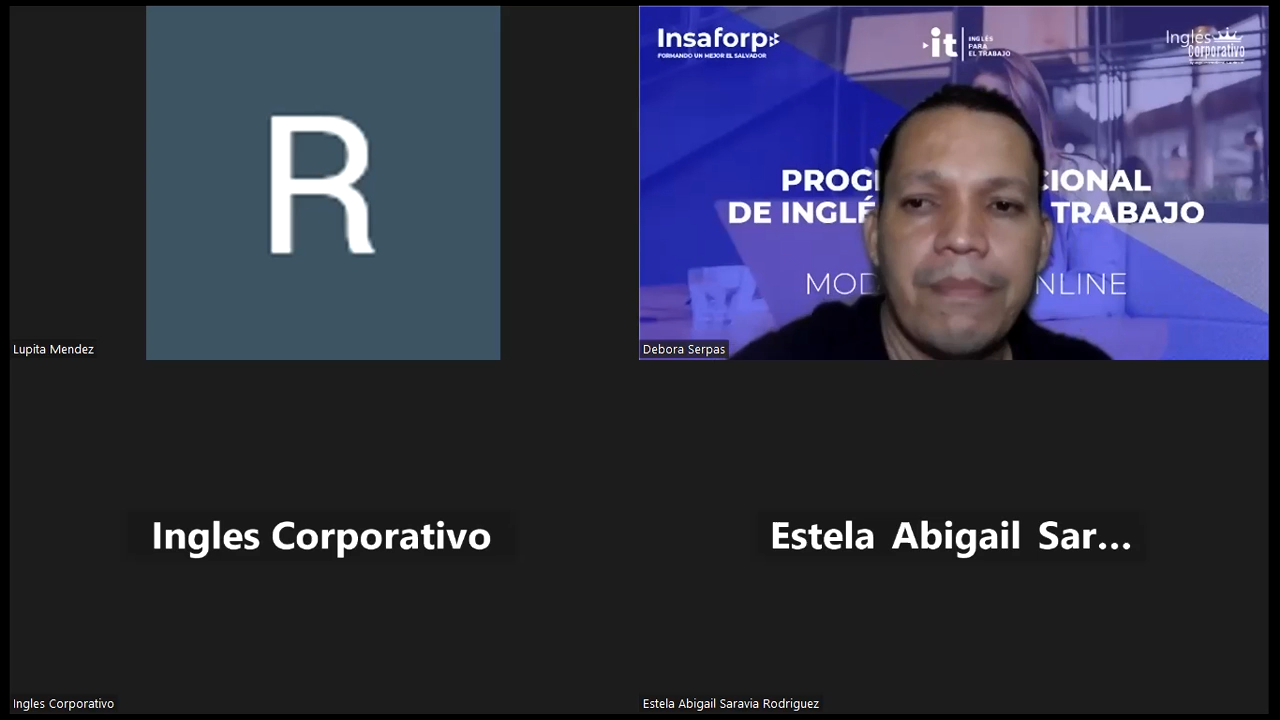 R
Lupita Mendez
Insaforp
FORMANDO UN MEJOR EL SALVADOR
it
INGLÉS
PARA
EL TRABAJO
Inglés
Corporativo
PROG CIONAL
DE INGLÉ TRABAJO
MOD NLINE
Debora Serpas
Ingles Corporativo
Ingles Corporativo
Estela Abigail Sar...
Estela Abigail Saravia Rodriguez